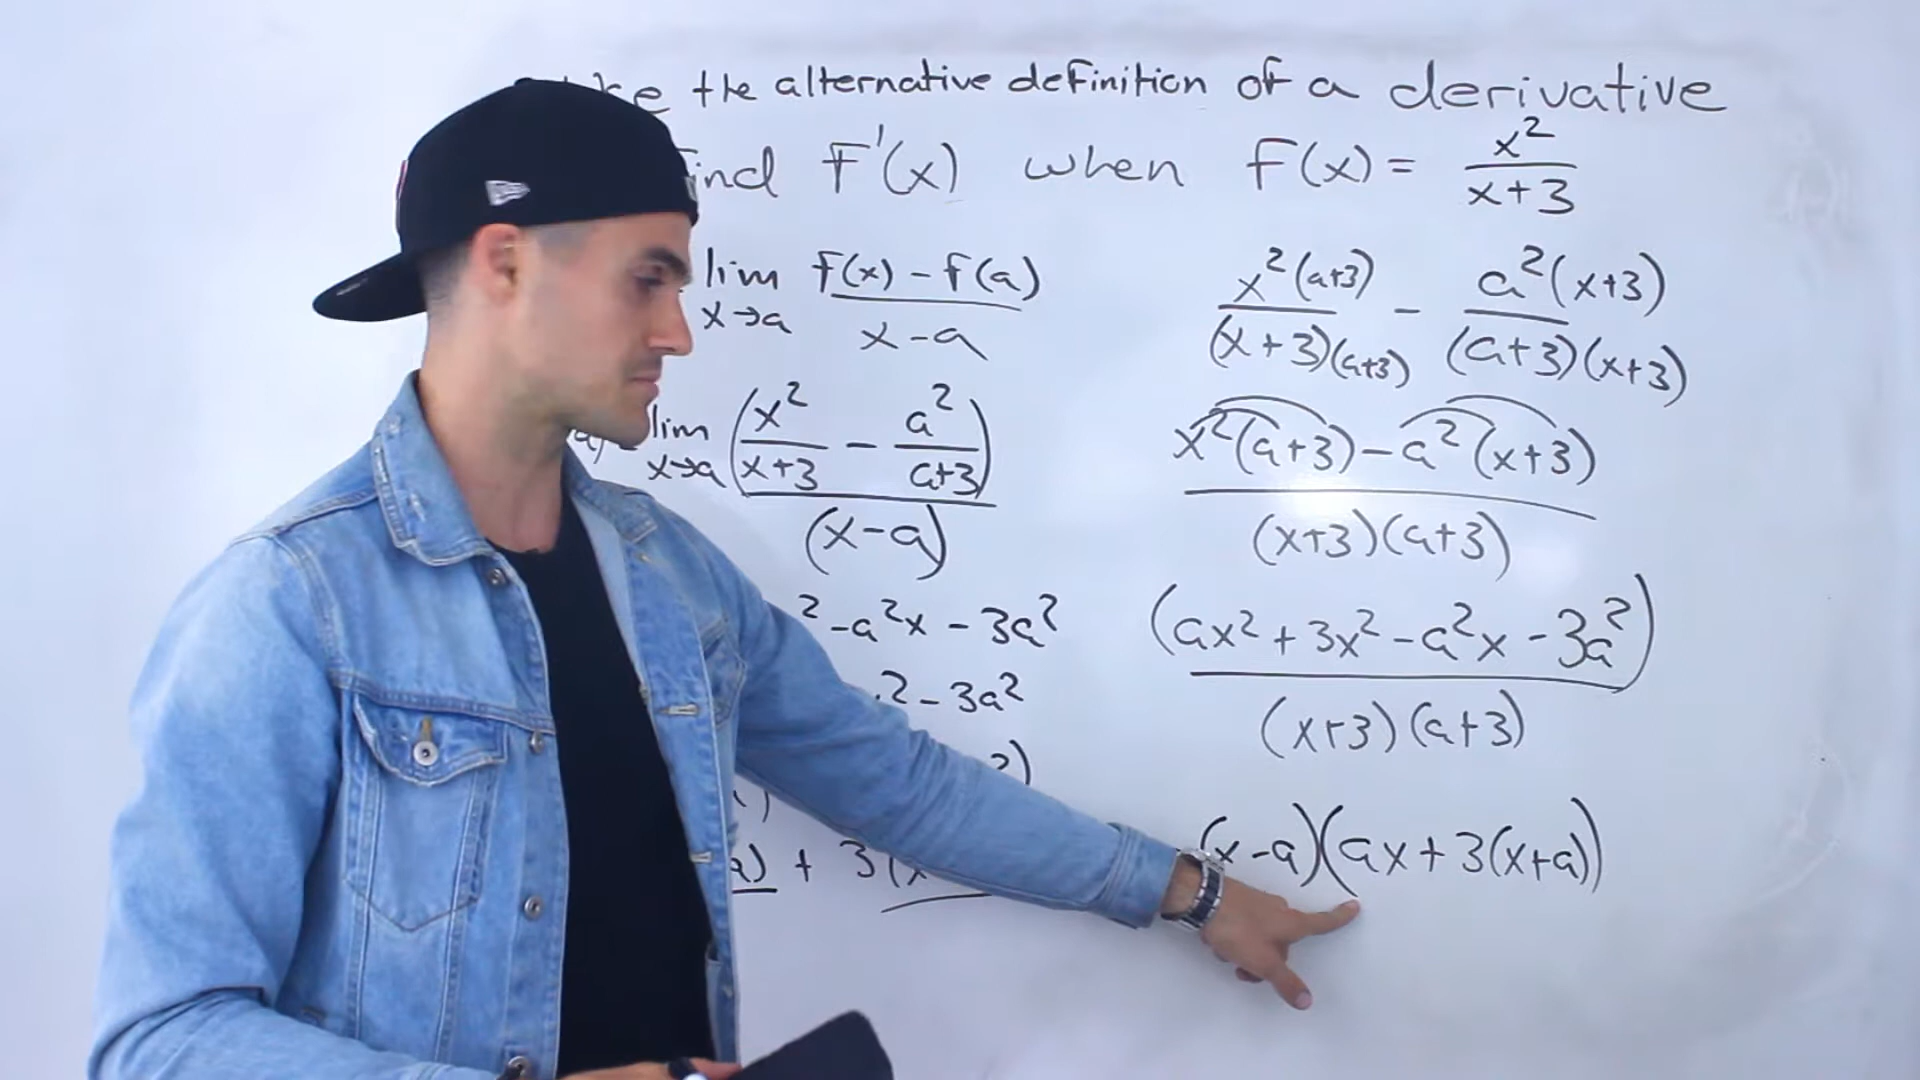 the alternative definition of a derivative
F'(x) when F(x) = x²/(x+3)
lim x→a (f(x) - f(a))/(x-a)
lim x→a (x²/(x+3) - a²/(a+3))/(x-a)
²-a²x - 3a²
² - 3a²
²)
a) + 3(x
x²(a+3)/((x+3)(a+3)) - a²(x+3)/((a+3)(x+3))
(x²(a+3)-a²(x+3))/((x+3)(a+3))
(ax²+3x²-a²x-3a²)/((x+3)(a+3))
(x-a)(ax+3(x+a))